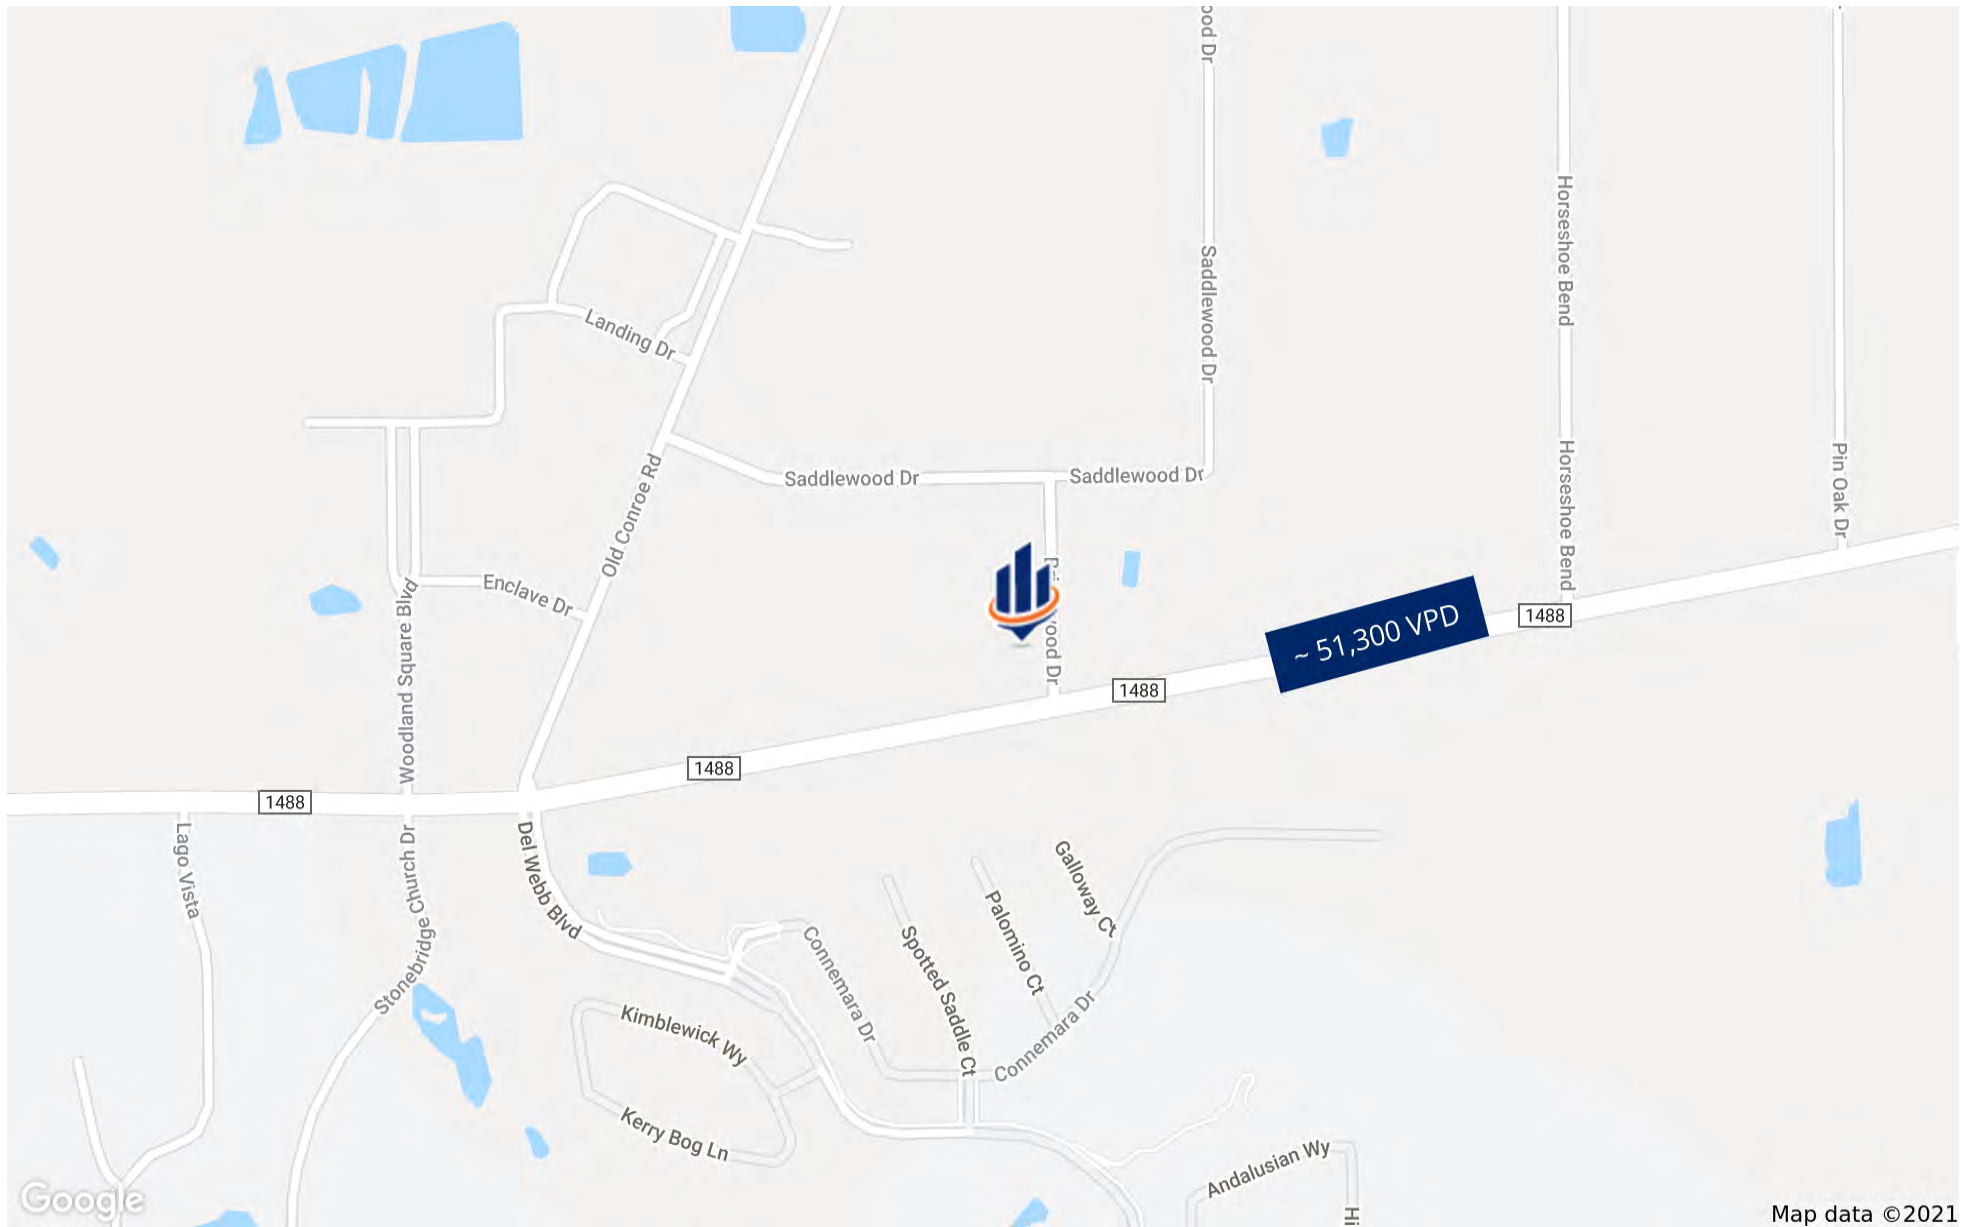 ood Dr
Horseshoe Bend
Saddlewood Dr
Landing Dr
Saddlewood Dr
Saddlewood Dr
Horseshoe Bend
Pin Oak Dr
Old Conroe Rd
Enclave Dr
Woodland Square Blvd
wood Dr
~ 51,300 VPD
1488
1488
1488
1488
Lago Vista
Stonebridge Church Dr
Del Webb Blvd
Galloway Ct
Palomino Ct
Spotted Saddle Ct
Connemara Dr
Connemara Dr
Kimblewick Wy
Kerry Bog Ln
Andalusian Wy
Hi
Google
Map data ©2021